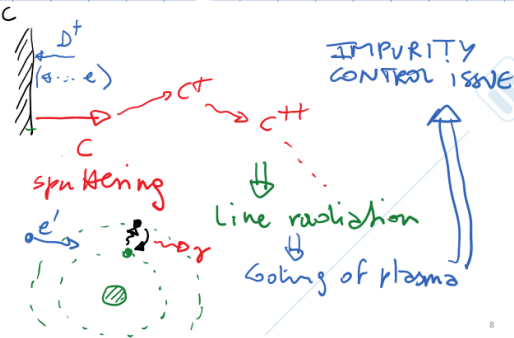 C
D+
IMPURITY
CONTROL ISSUE
C+
C++
C
sputtering
Line radiation
e'
γ
Cooling of plasma
8